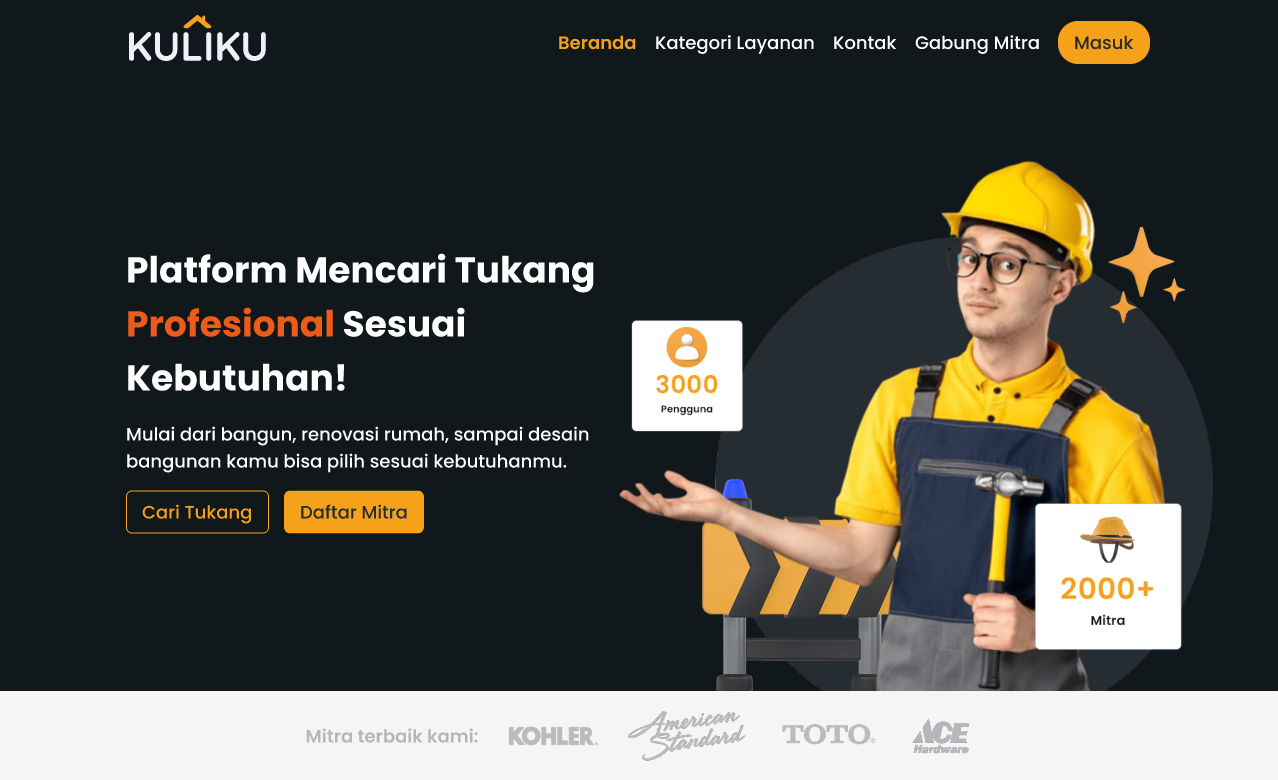 KULIKU
Beranda Kategori Layanan Kontak Gabung Mitra Masuk
Platform Mencari Tukang
Profesional Sesuai
Kebutuhan!
Mulai dari bangun, renovasi rumah, sampai desain
bangunan kamu bisa pilih sesuai kebutuhanmu.
Cari Tukang Daftar Mitra
3000
Pengguna
2000+
Mitra
Mitra terbaik kami:
KOHLER®
American
Standard
TOTO®
ACE
Hardware